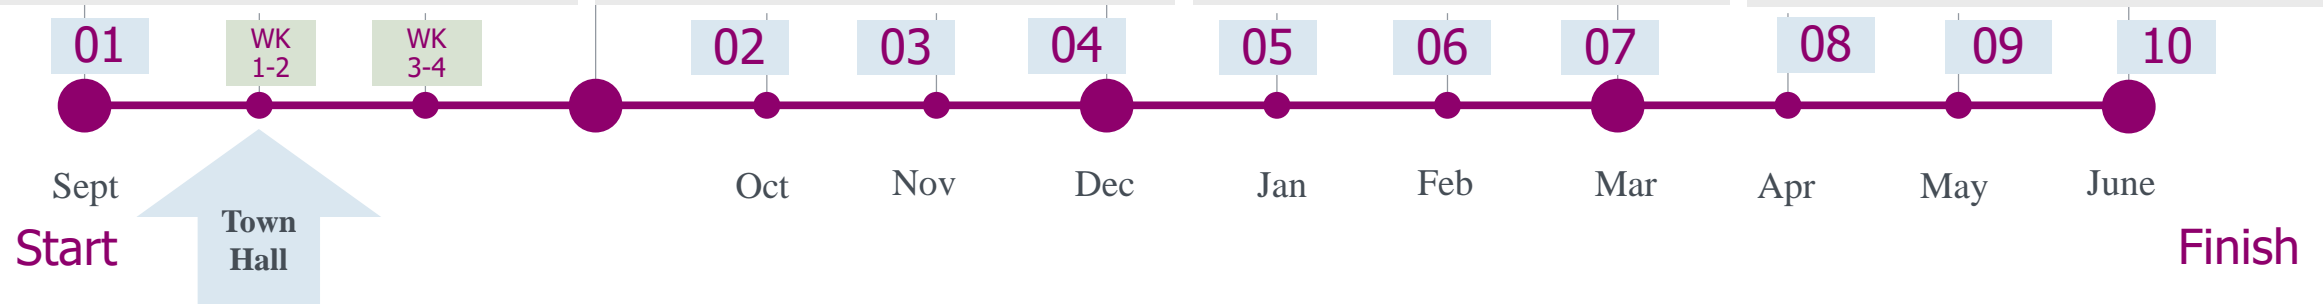 01
WK
1-2
WK
3-4
02
03
04
05
06
07
08
09
10
Sept
Oct
Nov
Dec
Jan
Feb
Mar
Apr
May
June
Start
Town
Hall
Finish